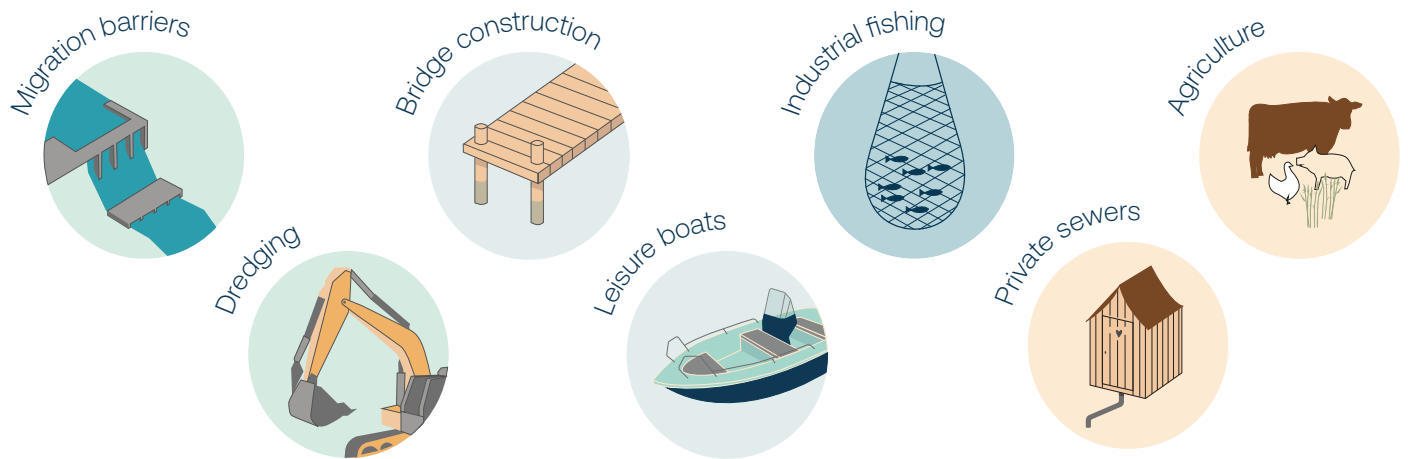 Migration barriers
Bridge construction
Industrial fishing
Agriculture
Dredging
Leisure boats
Private sewers